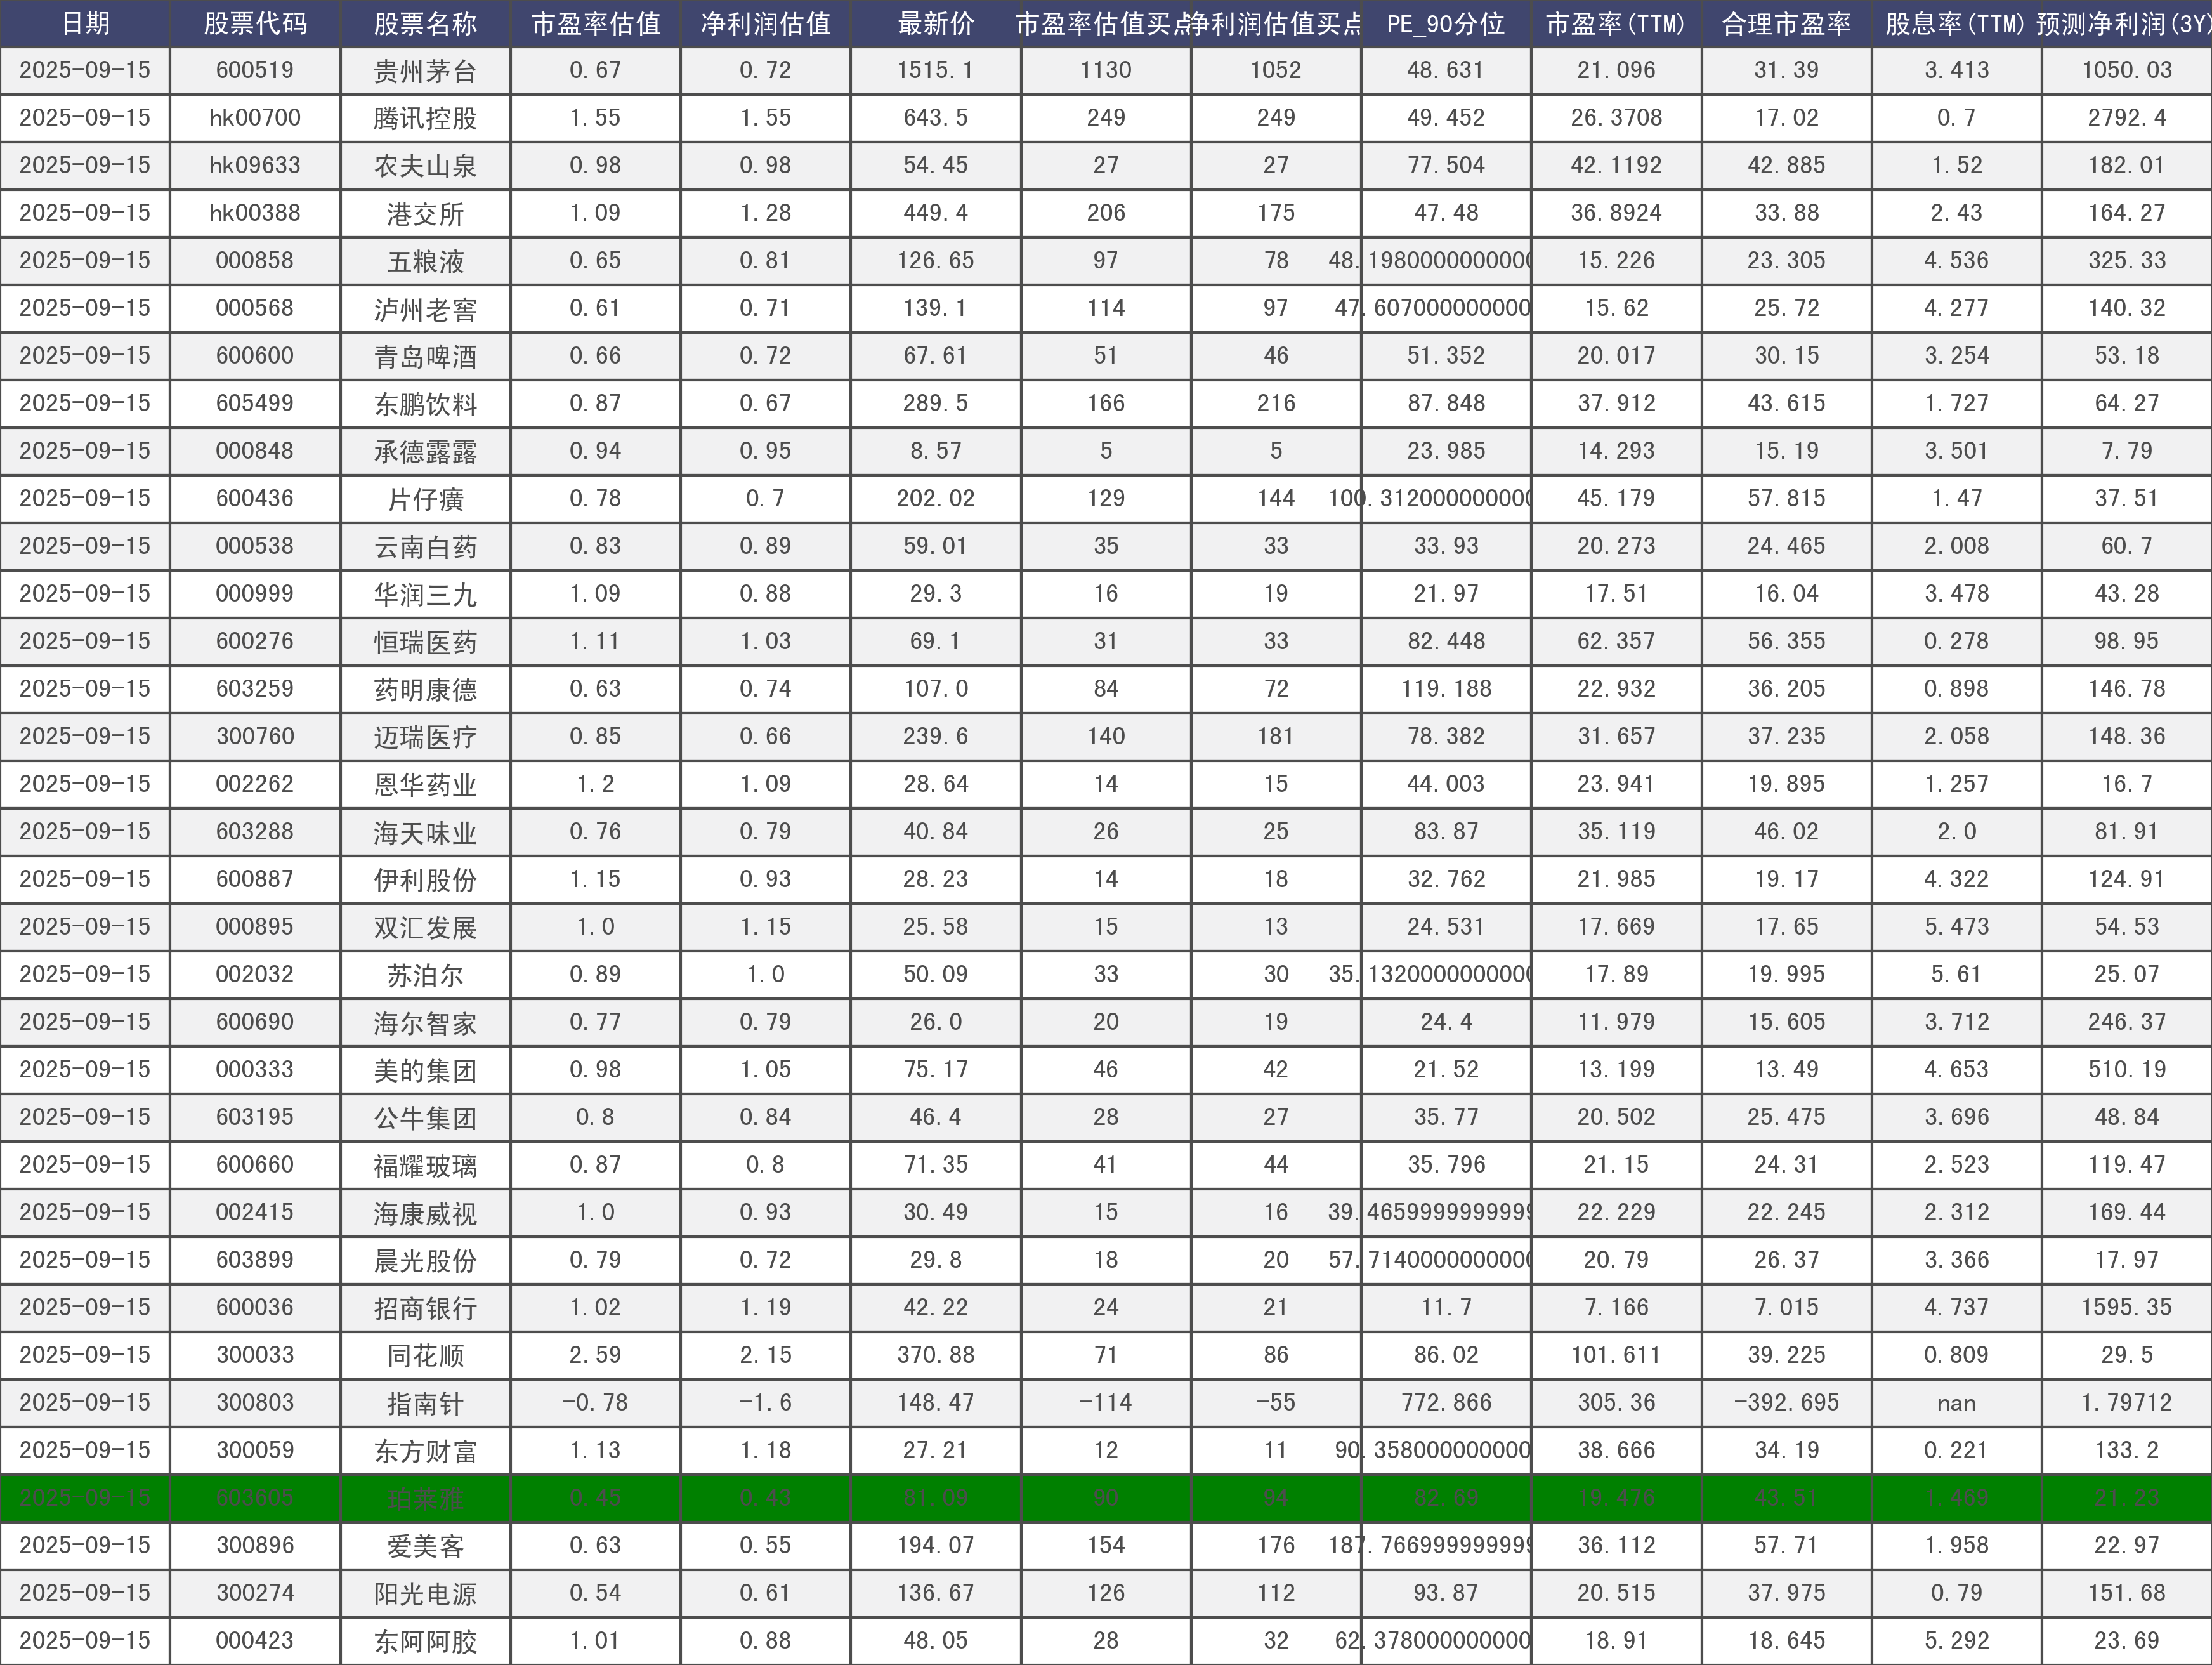 日期 股票代码 股票名称 市盈率估值 净利润估值 最新价 市盈率估值买点 净利润估值买点 PE_90分位 市盈率(TTM) 合理市盈率 股息率(TTM) 预测净利润(3Y)
2025-09-15 600519 贵州茅台 0.67 0.72 1515.1 1130 1052 48.631 21.096 31.39 3.413 1050.03
2025-09-15 hk00700 腾讯控股 1.55 1.55 643.5 249 249 49.452 26.3708 17.02 0.7 2792.4
2025-09-15 hk09633 农夫山泉 0.98 0.98 54.45 27 27 77.504 42.1192 42.885 1.52 182.01
2025-09-15 hk00388 港交所 1.09 1.28 449.4 206 175 47.48 36.8924 33.88 2.43 164.27
2025-09-15 000858 五粮液 0.65 0.81 126.65 97 78 48.1980000000000 15.226 23.305 4.536 325.33
2025-09-15 000568 泸州老窖 0.61 0.71 139.1 114 97 47.607000000000 15.62 25.72 4.277 140.32
2025-09-15 600600 青岛啤酒 0.66 0.72 67.61 51 46 51.352 20.017 30.15 3.254 53.18
2025-09-15 605499 东鹏饮料 0.87 0.67 289.5 166 216 87.848 37.912 43.615 1.727 64.27
2025-09-15 000848 承德露露 0.94 0.95 8.57 5 5 23.985 14.293 15.19 3.501 7.79
2025-09-15 600436 片仔癀 0.78 0.7 202.02 129 144 100.312000000000 45.179 57.815 1.47 37.51
2025-09-15 000538 云南白药 0.83 0.89 59.01 35 33 33.93 20.273 24.465 2.008 60.7
2025-09-15 000999 华润三九 1.09 0.88 29.3 16 19 21.97 17.51 16.04 3.478 43.28
2025-09-15 600276 恒瑞医药 1.11 1.03 69.1 31 33 82.448 62.357 56.355 0.278 98.95
2025-09-15 603259 药明康德 0.63 0.74 107.0 84 72 119.188 22.932 36.205 0.898 146.78
2025-09-15 300760 迈瑞医疗 0.85 0.66 239.6 140 181 78.382 31.657 37.235 2.058 148.36
2025-09-15 002262 恩华药业 1.2 1.09 28.64 14 15 44.003 23.941 19.895 1.257 16.7
2025-09-15 603288 海天味业 0.76 0.79 40.84 26 25 83.87 35.119 46.02 2.0 81.91
2025-09-15 600887 伊利股份 1.15 0.93 28.23 14 18 32.762 21.985 19.17 4.322 124.91
2025-09-15 000895 双汇发展 1.0 1.15 25.58 15 13 24.531 17.669 17.65 5.473 54.53
2025-09-15 002032 苏泊尔 0.89 1.0 50.09 33 30 35.1320000000000 17.89 19.995 5.61 25.07
2025-09-15 600690 海尔智家 0.77 0.79 26.0 20 19 24.4 11.979 15.605 3.712 246.37
2025-09-15 000333 美的集团 0.98 1.05 75.17 46 42 21.52 13.199 13.49 4.653 510.19
2025-09-15 603195 公牛集团 0.8 0.84 46.4 28 27 35.77 20.502 25.475 3.696 48.84
2025-09-15 600660 福耀玻璃 0.87 0.8 71.35 41 44 35.796 21.15 24.31 2.523 119.47
2025-09-15 002415 海康威视 1.0 0.93 30.49 15 16 39.4659999999999 22.229 22.245 2.312 169.44
2025-09-15 603899 晨光股份 0.79 0.72 29.8 18 20 57.7140000000000 20.79 26.37 3.366 17.97
2025-09-15 600036 招商银行 1.02 1.19 42.22 24 21 11.7 7.166 7.015 4.737 1595.35
2025-09-15 300033 同花顺 2.59 2.15 370.88 71 86 86.02 101.611 39.225 0.809 29.5
2025-09-15 300803 指南针 -0.78 -1.6 148.47 -114 -55 772.866 305.36 -392.695 nan 1.79712
2025-09-15 300059 东方财富 1.13 1.18 27.21 12 11 90.358000000000 38.666 34.19 0.221 133.2
2025-09-15 603605 珀莱雅 0.45 0.43 81.09 90 94 62.69 19.476 43.51 1.469 21.23
2025-09-15 300896 爱美客 0.63 0.55 194.07 154 176 187.766999999999 36.112 57.71 1.958 22.97
2025-09-15 300274 阳光电源 0.54 0.61 136.67 126 112 93.87 20.515 37.975 0.79 151.68
2025-09-15 000423 东阿阿胶 1.01 0.88 48.05 28 32 62.378000000000 18.91 18.645 5.292 23.69